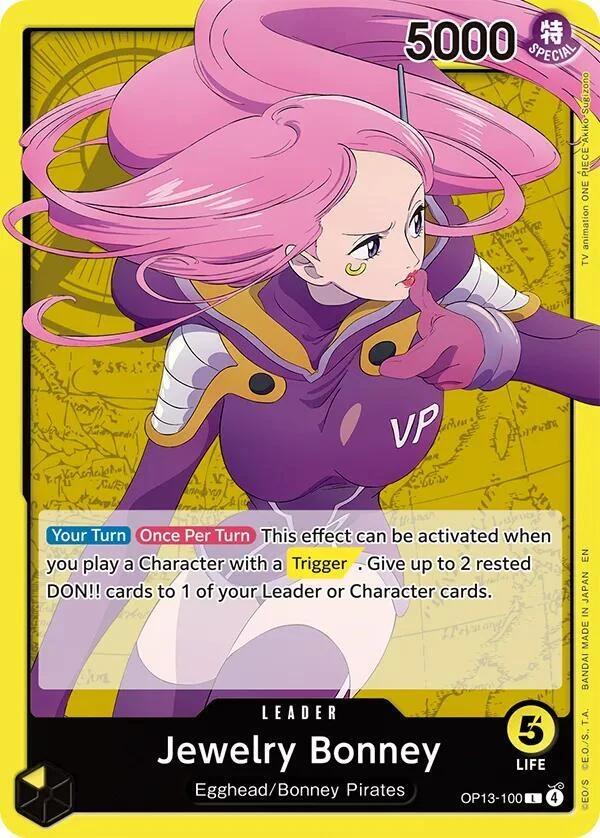 5000
特
SPECIAL
TV animation ONE PIECE Akiko Sugizono
VP
Your Turn Once Per Turn This effect can be activated when
you play a Character with a Trigger . Give up to 2 rested
DON!! cards to 1 of your Leader or Character cards.
LEADER
Jewelry Bonney
Egghead/Bonney Pirates
5
LIFE
OP13-100 L 4
©E.O./S., T.A. BANDAI MADE IN JAPAN EN
©EO/S